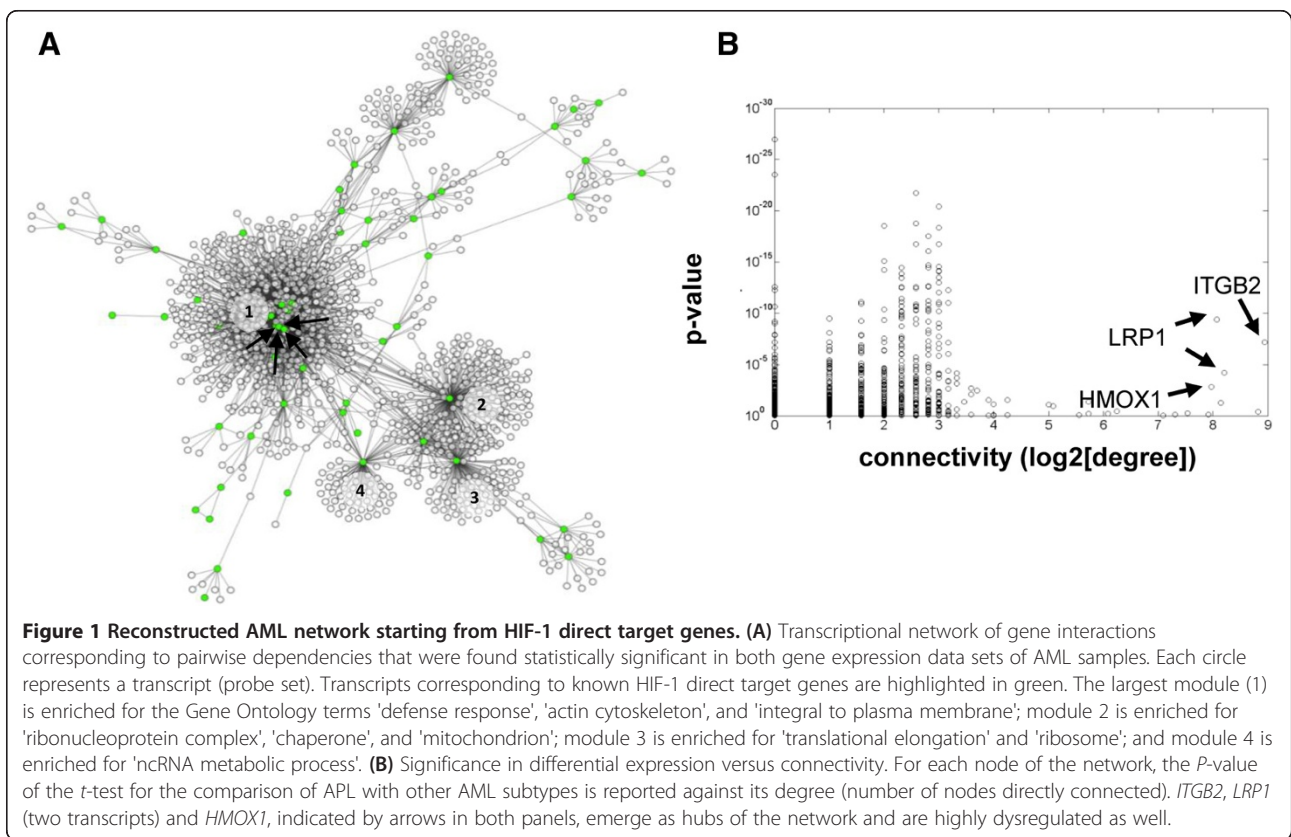 A
B
1
2
3
4
10-30
10-25
10-20
10-15
10-10
10-5
100
p-value
0 1 2 3 4 5 6 7 8 9
connectivity (log2[degree])
ITGB2
LRP1
HMOX1
Figure 1 Reconstructed AML network starting from HIF-1 direct target genes. (A) Transcriptional network of gene interactions
corresponding to pairwise dependencies that were found statistically significant in both gene expression data sets of AML samples. Each circle
represents a transcript (probe set). Transcripts corresponding to known HIF-1 direct target genes are highlighted in green. The largest module (1)
is enriched for the Gene Ontology terms 'defense response', 'actin cytoskeleton', and 'integral to plasma membrane'; module 2 is enriched for
'ribonucleoprotein complex', 'chaperone', and 'mitochondrion'; module 3 is enriched for 'translational elongation' and 'ribosome'; and module 4 is
enriched for 'ncRNA metabolic process'. (B) Significance in differential expression versus connectivity. For each node of the network, the P-value
of the t-test for the comparison of APL with other AML subtypes is reported against its degree (number of nodes directly connected). ITGB2, LRP1
(two transcripts) and HMOX1, indicated by arrows in both panels, emerge as hubs of the network and are highly dysregulated as well.